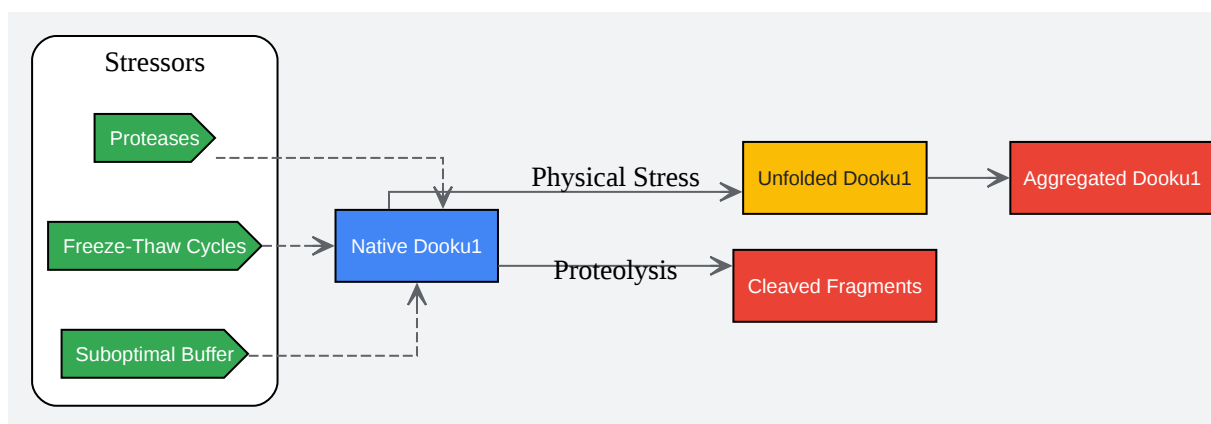 Stressors
Proteases
Freeze-Thaw Cycles
Suboptimal Buffer
Native Dooku1
Physical Stress
Proteolysis
Unfolded Dooku1
Cleaved Fragments
Aggregated Dooku1